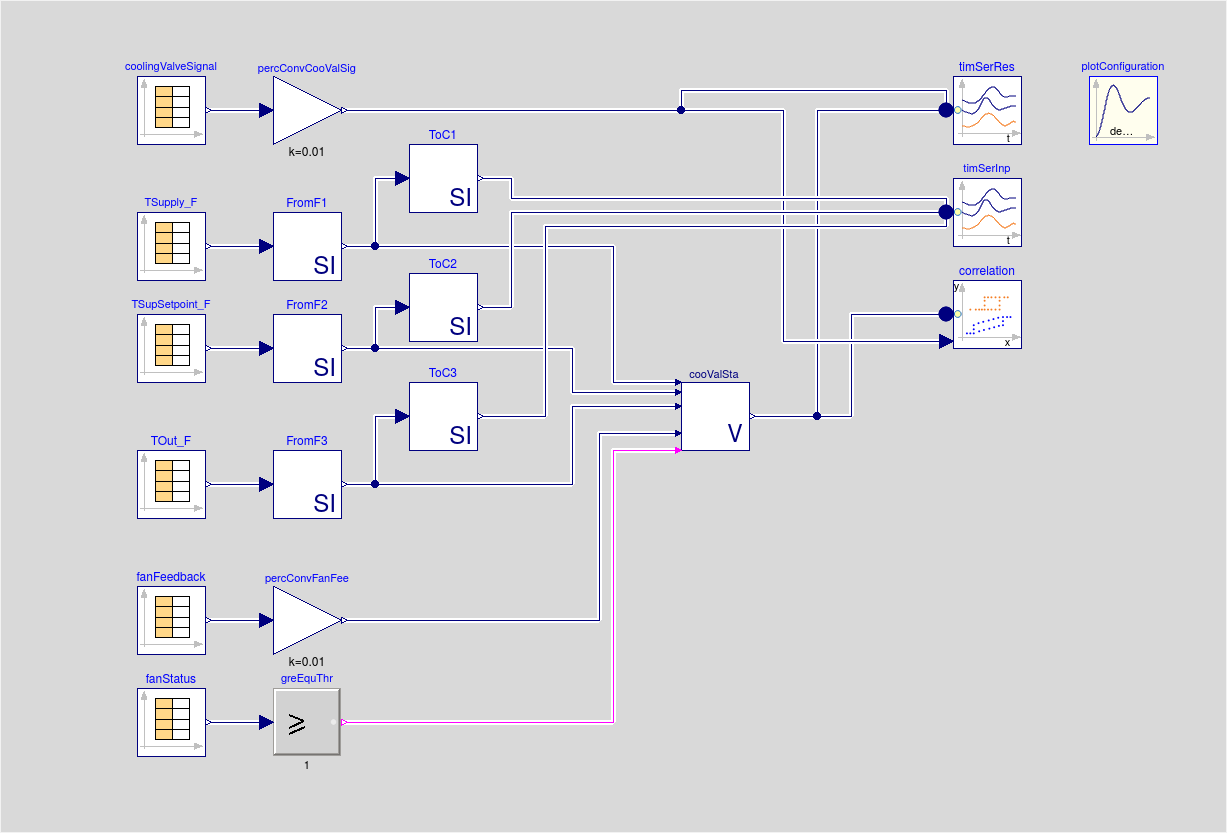 coolingValveSignal
percConvCooValSig
k=0.01
timSerRes
t
plotConfiguration
de...
ToC1
SI
timSerInp
t
TSupply_F
FromF1
SI
ToC2
SI
correlation
y
x
TSupSetpoint_F
FromF2
SI
ToC3
SI
cooValSta
V
TOut_F
FromF3
SI
fanFeedback
percConvFanFee
k=0.01
fanStatus
greEquThr
≥
1